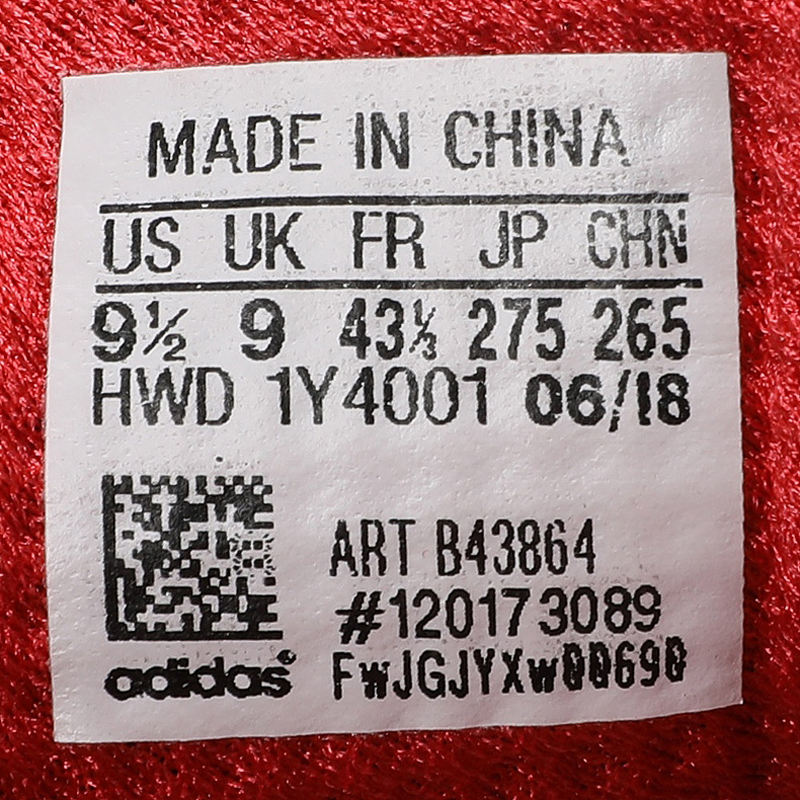 MADE IN CHINA
US UK FR JP CHN
9½ 9 43⅓ 275 265
HWD 1Y4001 06/18
ART B43864
#120173089
adidas
FwJGJYXw00690